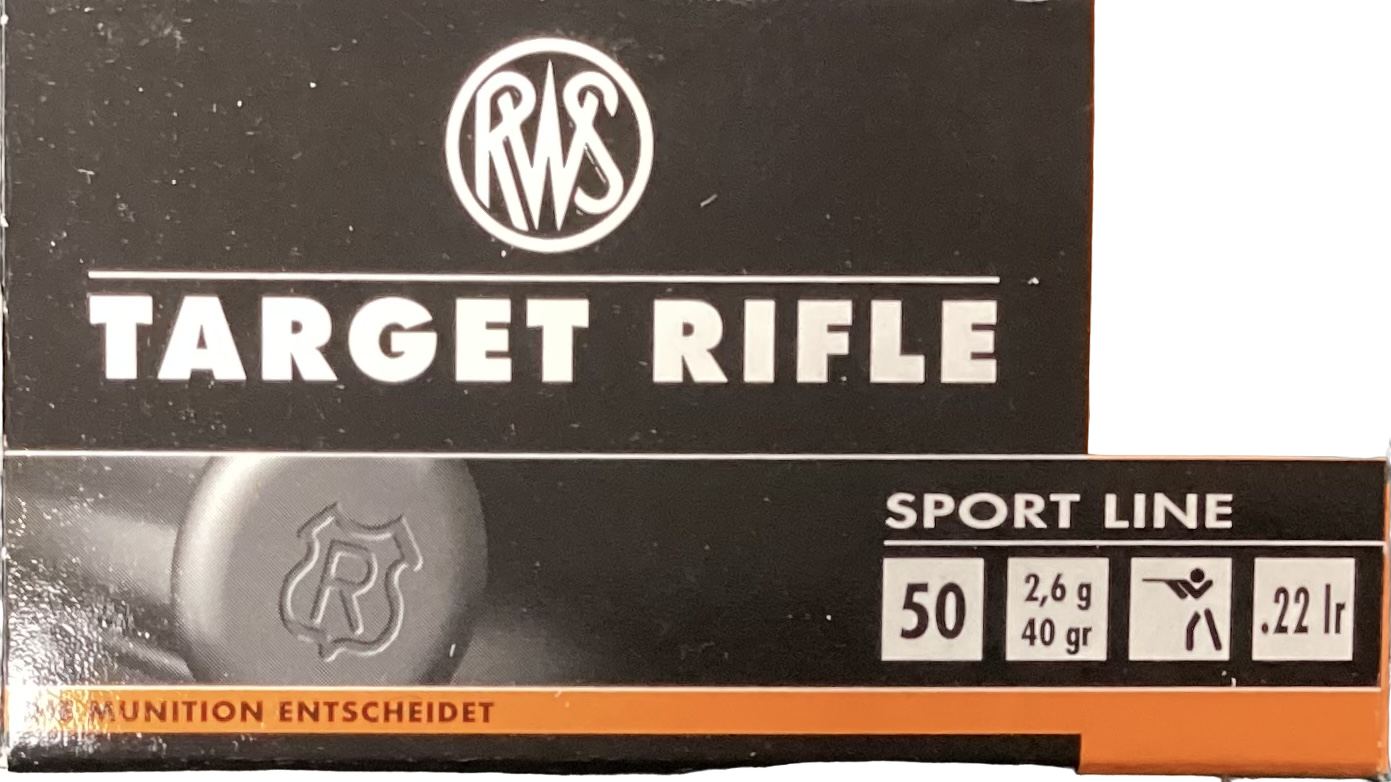 RWS
TARGET RIFLE
R
SPORT LINE
50
2,6 g
40 gr
.22 lr
MUNITION ENTSCHEIDET